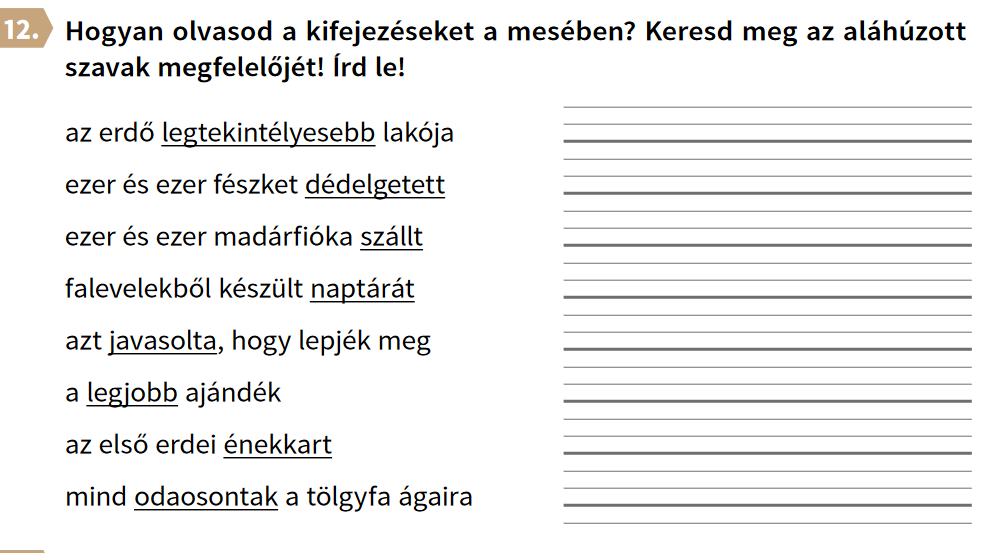 12. Hogyan olvasod a kifejezéseket a mesében? Keresd meg az aláhúzott
szavak megfelelőjét! Írd le!
az erdő legtekintélyesebb lakója
ezer és ezer fészket dédelgetett
ezer és ezer madárfióka szállt
falevelekből készült naptárát
azt javasolta, hogy lepjék meg
a legjobb ajándék
az első erdei énekkart
mind odaosontak a tölgyfa ágaira